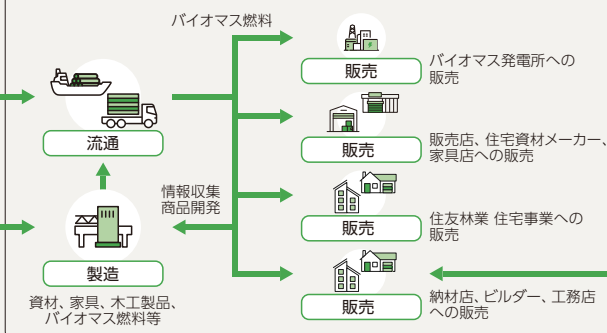 バイオマス燃料
販売
バイオマス発電所への
販売
流通
販売
販売店、住宅資材メーカー、
家具店への販売
情報収集
商品開発
販売
住友林業 住宅事業への
販売
製造
資材、家具、木工製品、
バイオマス燃料等
販売
納材店、ビルダー、工務店
への販売